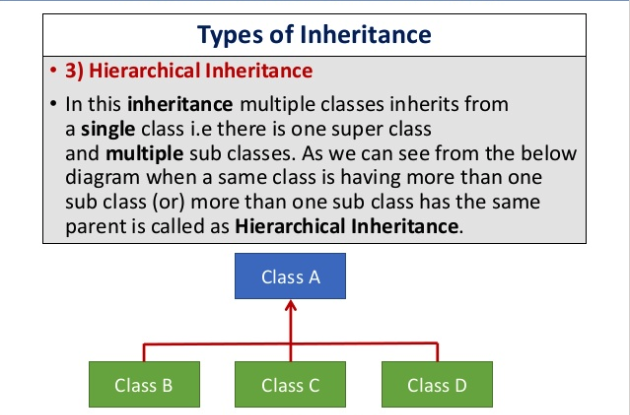 Types of Inheritance
• 3) Hierarchical Inheritance
• In this inheritance multiple classes inherits from
a single class i.e there is one super class
and multiple sub classes. As we can see from the below
diagram when a same class is having more than one
sub class (or) more than one sub class has the same
parent is called as Hierarchical Inheritance.
Class A
Class B
Class C
Class D